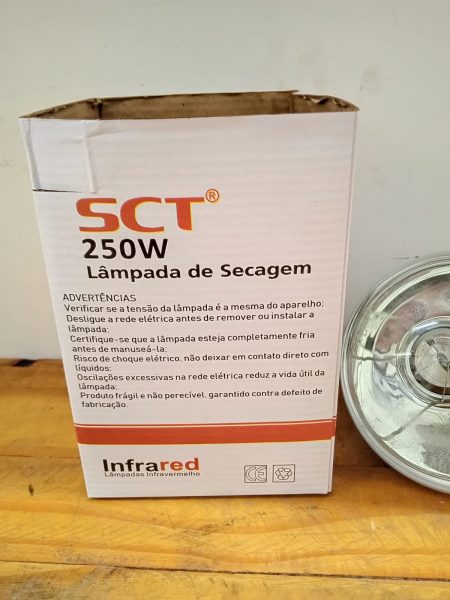 SCT®
250W
Lâmpada de Secagem
ADVERTÊNCIAS
Verificar se a tensão da lâmpada é a mesma do aparelho:
Desligue a rede elétrica antes de remover ou instalar a
lâmpada:
Certifique-se que a lâmpada esteja completamente fria
antes de manuseá-la:
Risco de choque elétrico. não deixar em contato direto com
líquidos:
Oscilações excessivas na rede elétrica reduz a vida útil da
lâmpada:
Produto frágil e não perecível, garantido contra defeito de
fabricação.
Infrared
Lâmpadas Infravermelho
CE